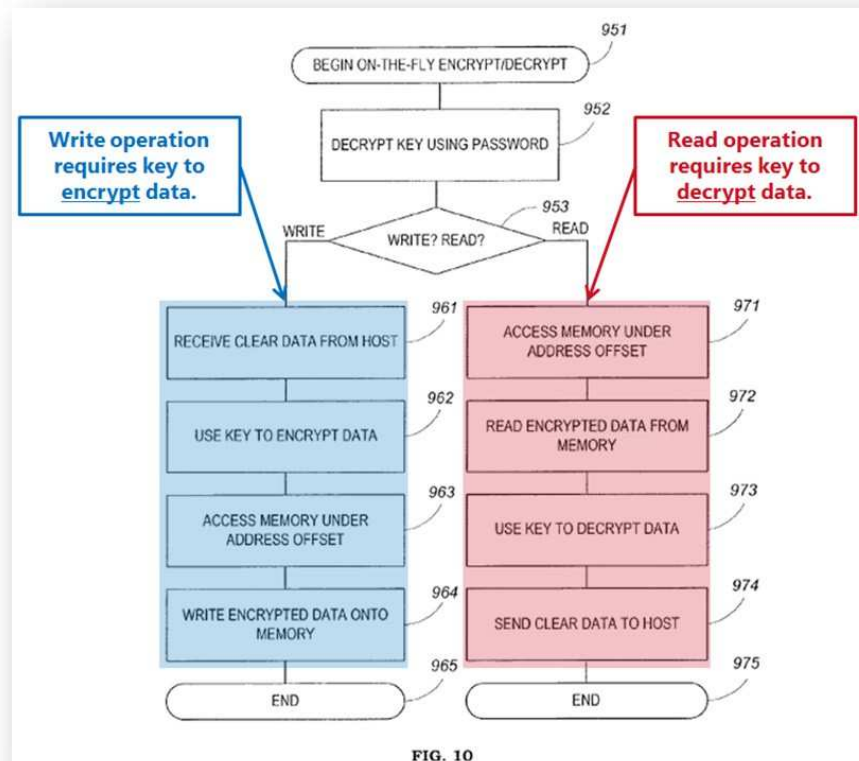 951
BEGIN ON-THE-FLY ENCRYPT/DECRYPT
952
DECRYPT KEY USING PASSWORD
Write operation
requires key to
encrypt data.
Read operation
requires key to
decrypt data.
953
WRITE
WRITE? READ?
READ
961
RECEIVE CLEAR DATA FROM HOST
962
USE KEY TO ENCRYPT DATA
963
ACCESS MEMORY UNDER
ADDRESS OFFSET
964
WRITE ENCRYPTED DATA ONTO
MEMORY
965
END
971
ACCESS MEMORY UNDER
ADDRESS OFFSET
972
READ ENCRYPTED DATA FROM
MEMORY
973
USE KEY TO DECRYPT DATA
974
SEND CLEAR DATA TO HOST
975
END
FIG. 10